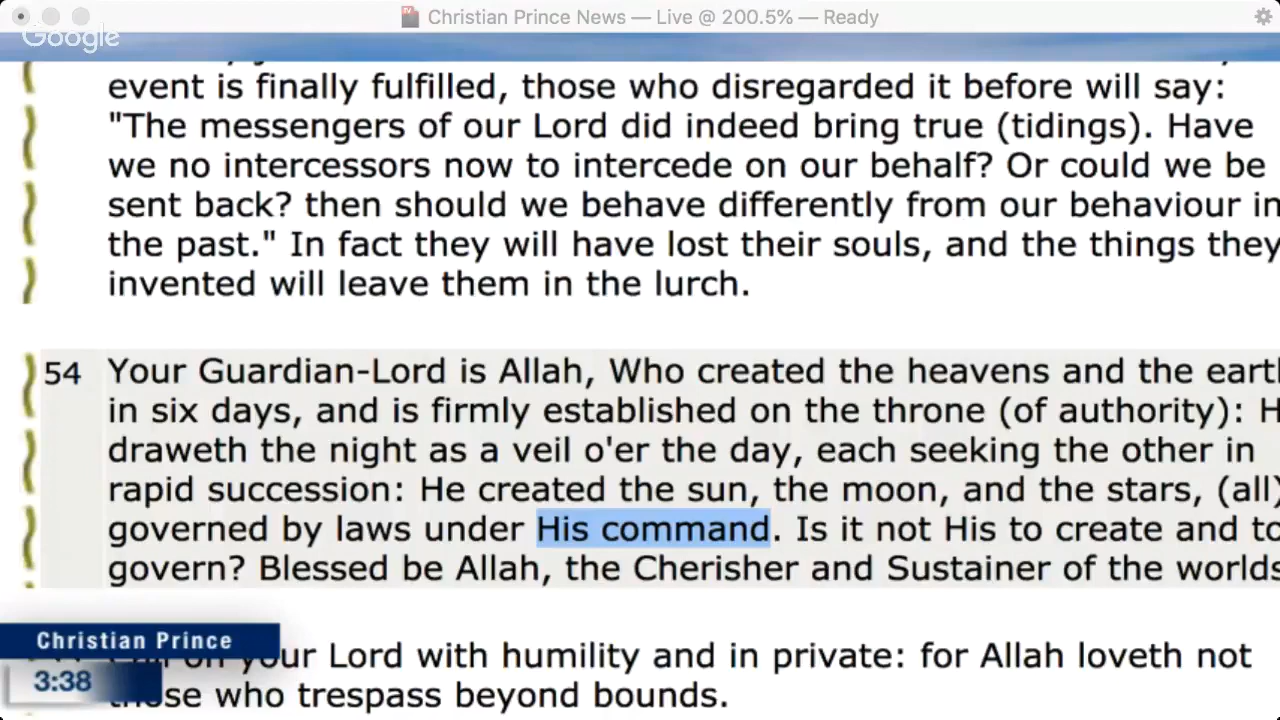 Christian Prince News — Live @ 200.5% — Ready
Google
event is finally fulfilled, those who disregarded it before will say:
"The messengers of our Lord did indeed bring true (tidings). Have
we no intercessors now to intercede on our behalf? Or could we be
sent back? then should we behave differently from our behaviour in
the past." In fact they will have lost their souls, and the things they
invented will leave them in the lurch.
54 Your Guardian-Lord is Allah, Who created the heavens and the eart
in six days, and is firmly established on the throne (of authority): H
draweth the night as a veil o'er the day, each seeking the other in
rapid succession: He created the sun, the moon, and the stars, (all)
governed by laws under His command. Is it not His to create and to
govern? Blessed be Allah, the Cherisher and Sustainer of the worlds
Christian Prince
on your Lord with humility and in private: for Allah loveth not
3:38
who trespass beyond bounds.